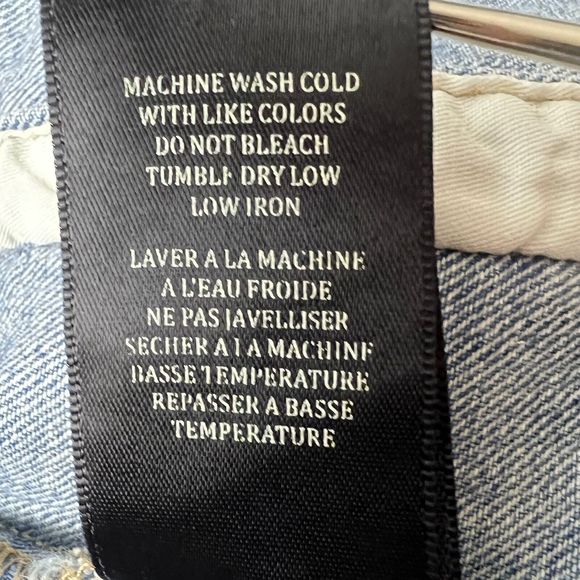 MACHINE WASH COLD
WITH LIKE COLORS
DO NOT BLEACH
TUMBLE DRY LOW
LOW IRON
LAVER A LA MACHINE
A L'EAU FROIDE
NE PAS JAVELLISER
SECHER A LA MACHINE
BASSE TEMPERATURE
REPASSER A BASSE
TEMPERATURE